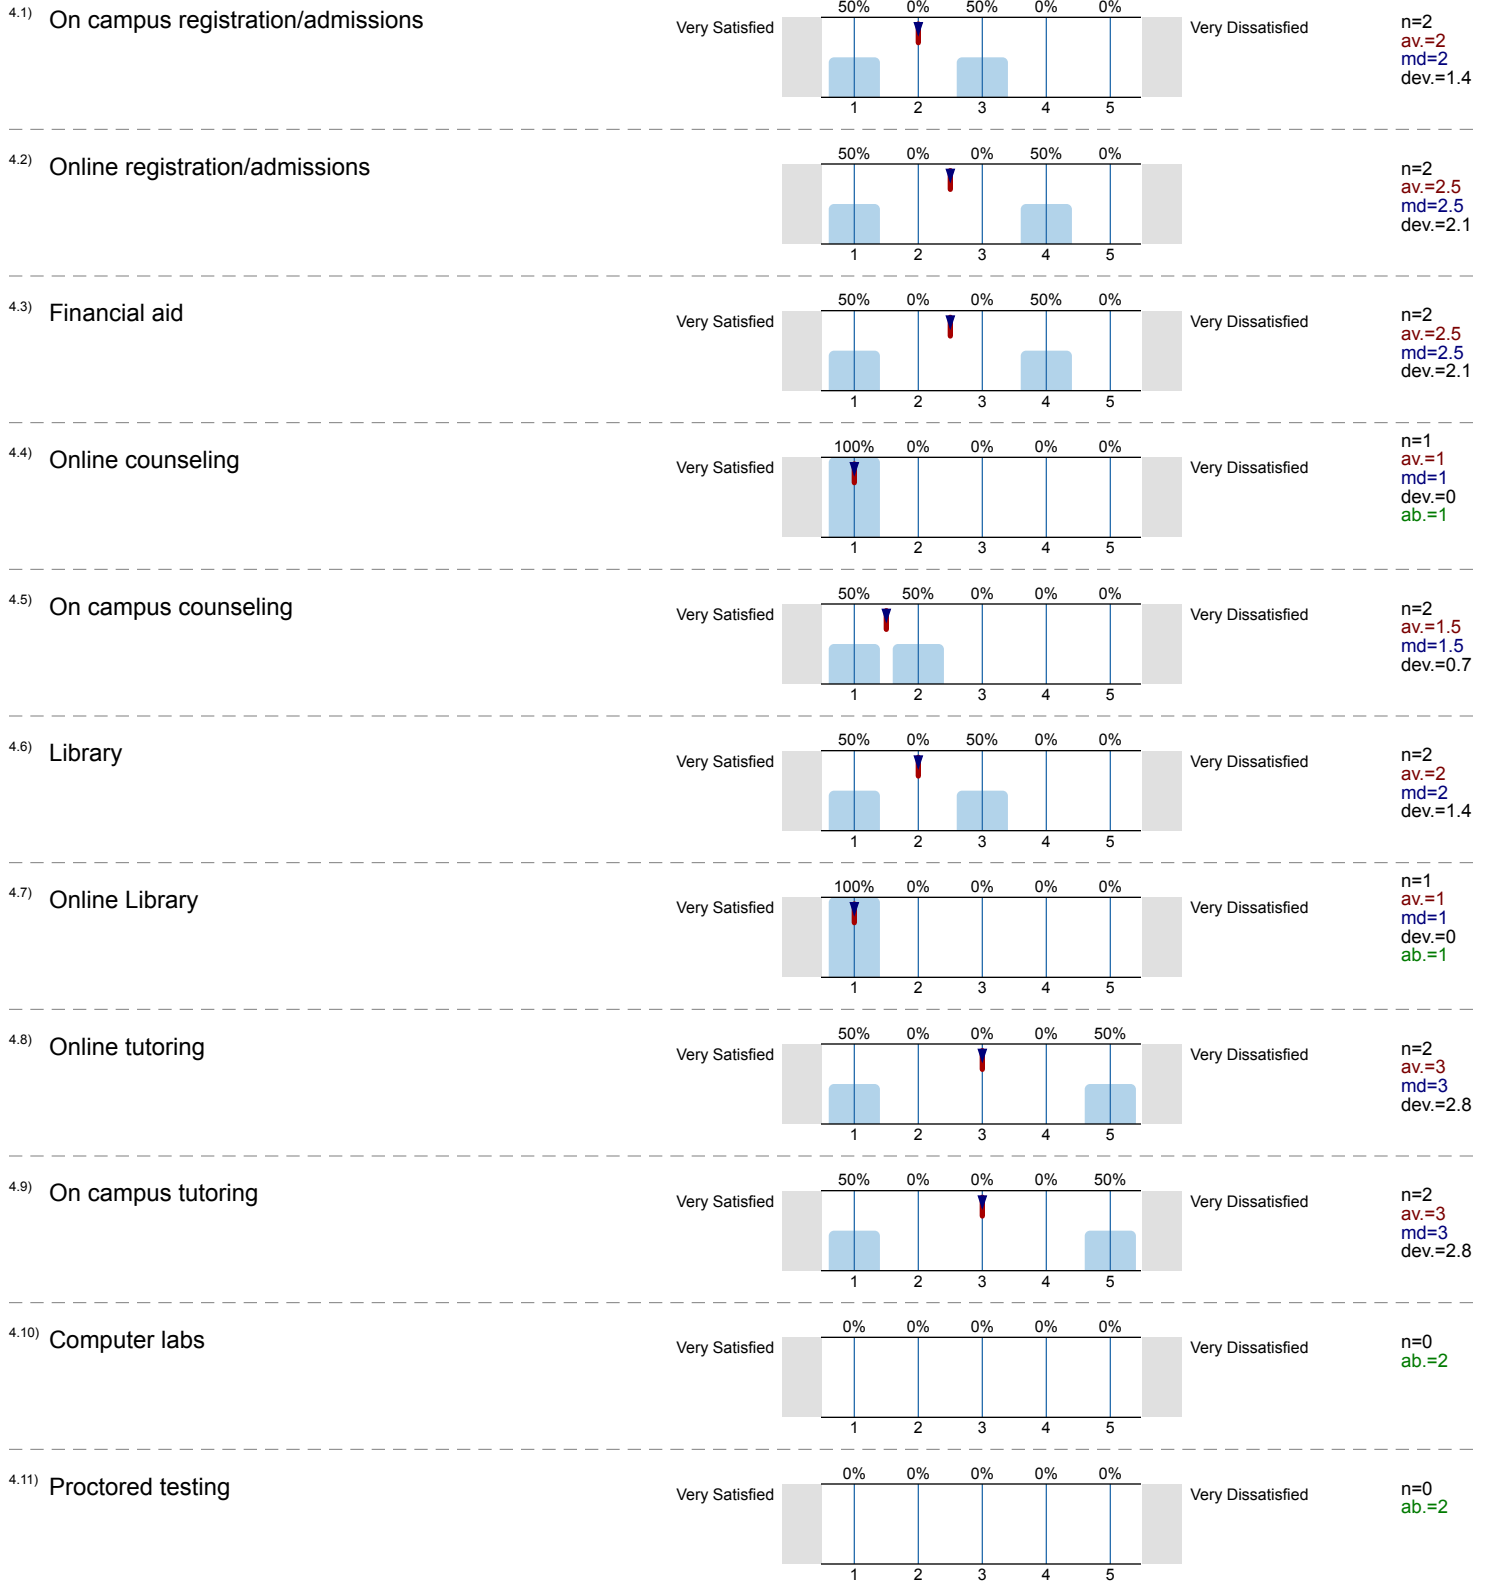 4.1) On campus registration/admissions
50% 0% 50% 0% 0%
Very Satisfied Very Dissatisfied
n=2
av.=2
md=2
dev.=1.4
1 2 3 4 5
4.2) Online registration/admissions
50% 0% 0% 50% 0%
n=2
av.=2.5
md=2.5
dev.=2.1
1 2 3 4 5
4.3) Financial aid
50% 0% 0% 50% 0%
Very Satisfied Very Dissatisfied
n=2
av.=2.5
md=2.5
dev.=2.1
1 2 3 4 5
4.4) Online counseling
100% 0% 0% 0% 0%
Very Satisfied Very Dissatisfied
n=1
av.=1
md=1
dev.=0
ab.=1
1 2 3 4 5
4.5) On campus counseling
50% 50% 0% 0% 0%
Very Satisfied Very Dissatisfied
n=2
av.=1.5
md=1.5
dev.=0.7
1 2 3 4 5
4.6) Library
50% 0% 50% 0% 0%
Very Satisfied Very Dissatisfied
n=2
av.=2
md=2
dev.=1.4
1 2 3 4 5
4.7) Online Library
100% 0% 0% 0% 0%
Very Satisfied Very Dissatisfied
n=1
av.=1
md=1
dev.=0
ab.=1
1 2 3 4 5
4.8) Online tutoring
50% 0% 0% 0% 50%
Very Satisfied Very Dissatisfied
n=2
av.=3
md=3
dev.=2.8
1 2 3 4 5
4.9) On campus tutoring
50% 0% 0% 0% 50%
Very Satisfied Very Dissatisfied
n=2
av.=3
md=3
dev.=2.8
1 2 3 4 5
4.10) Computer labs
0% 0% 0% 0% 0%
Very Satisfied Very Dissatisfied
n=0
ab.=2
1 2 3 4 5
4.11) Proctored testing
0% 0% 0% 0% 0%
Very Satisfied Very Dissatisfied
n=0
ab.=2
1 2 3 4 5